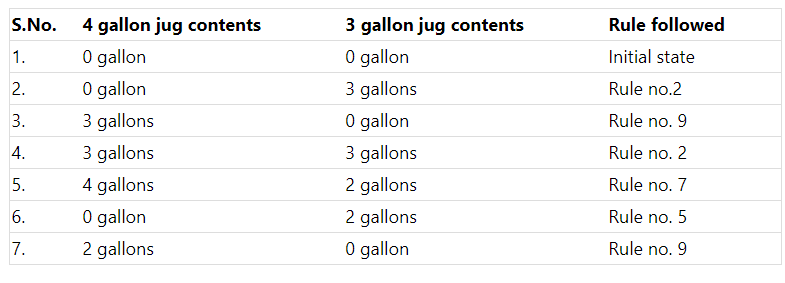 S.No. 4 gallon jug contents 3 gallon jug contents Rule followed
1. 0 gallon 0 gallon Initial state
2. 0 gallon 3 gallons Rule no.2
3. 3 gallons 0 gallon Rule no. 9
4. 3 gallons 3 gallons Rule no. 2
5. 4 gallons 2 gallons Rule no. 7
6. 0 gallon 2 gallons Rule no. 5
7. 2 gallons 0 gallon Rule no. 9